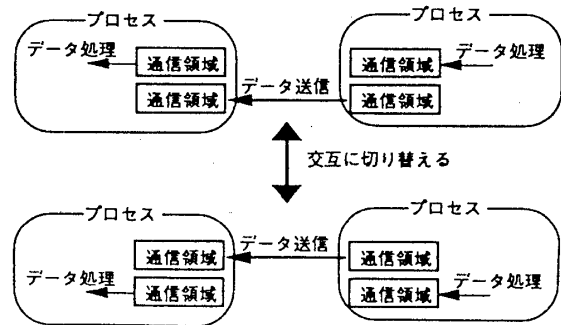 プロセス
プロセス
データ処理
通信領域
通信領域
データ処理
通信領域
データ送信
通信領域
交互に切り替える
プロセス
プロセス
通信領域
データ送信
通信領域
データ処理
通信領域
通信領域
データ処理